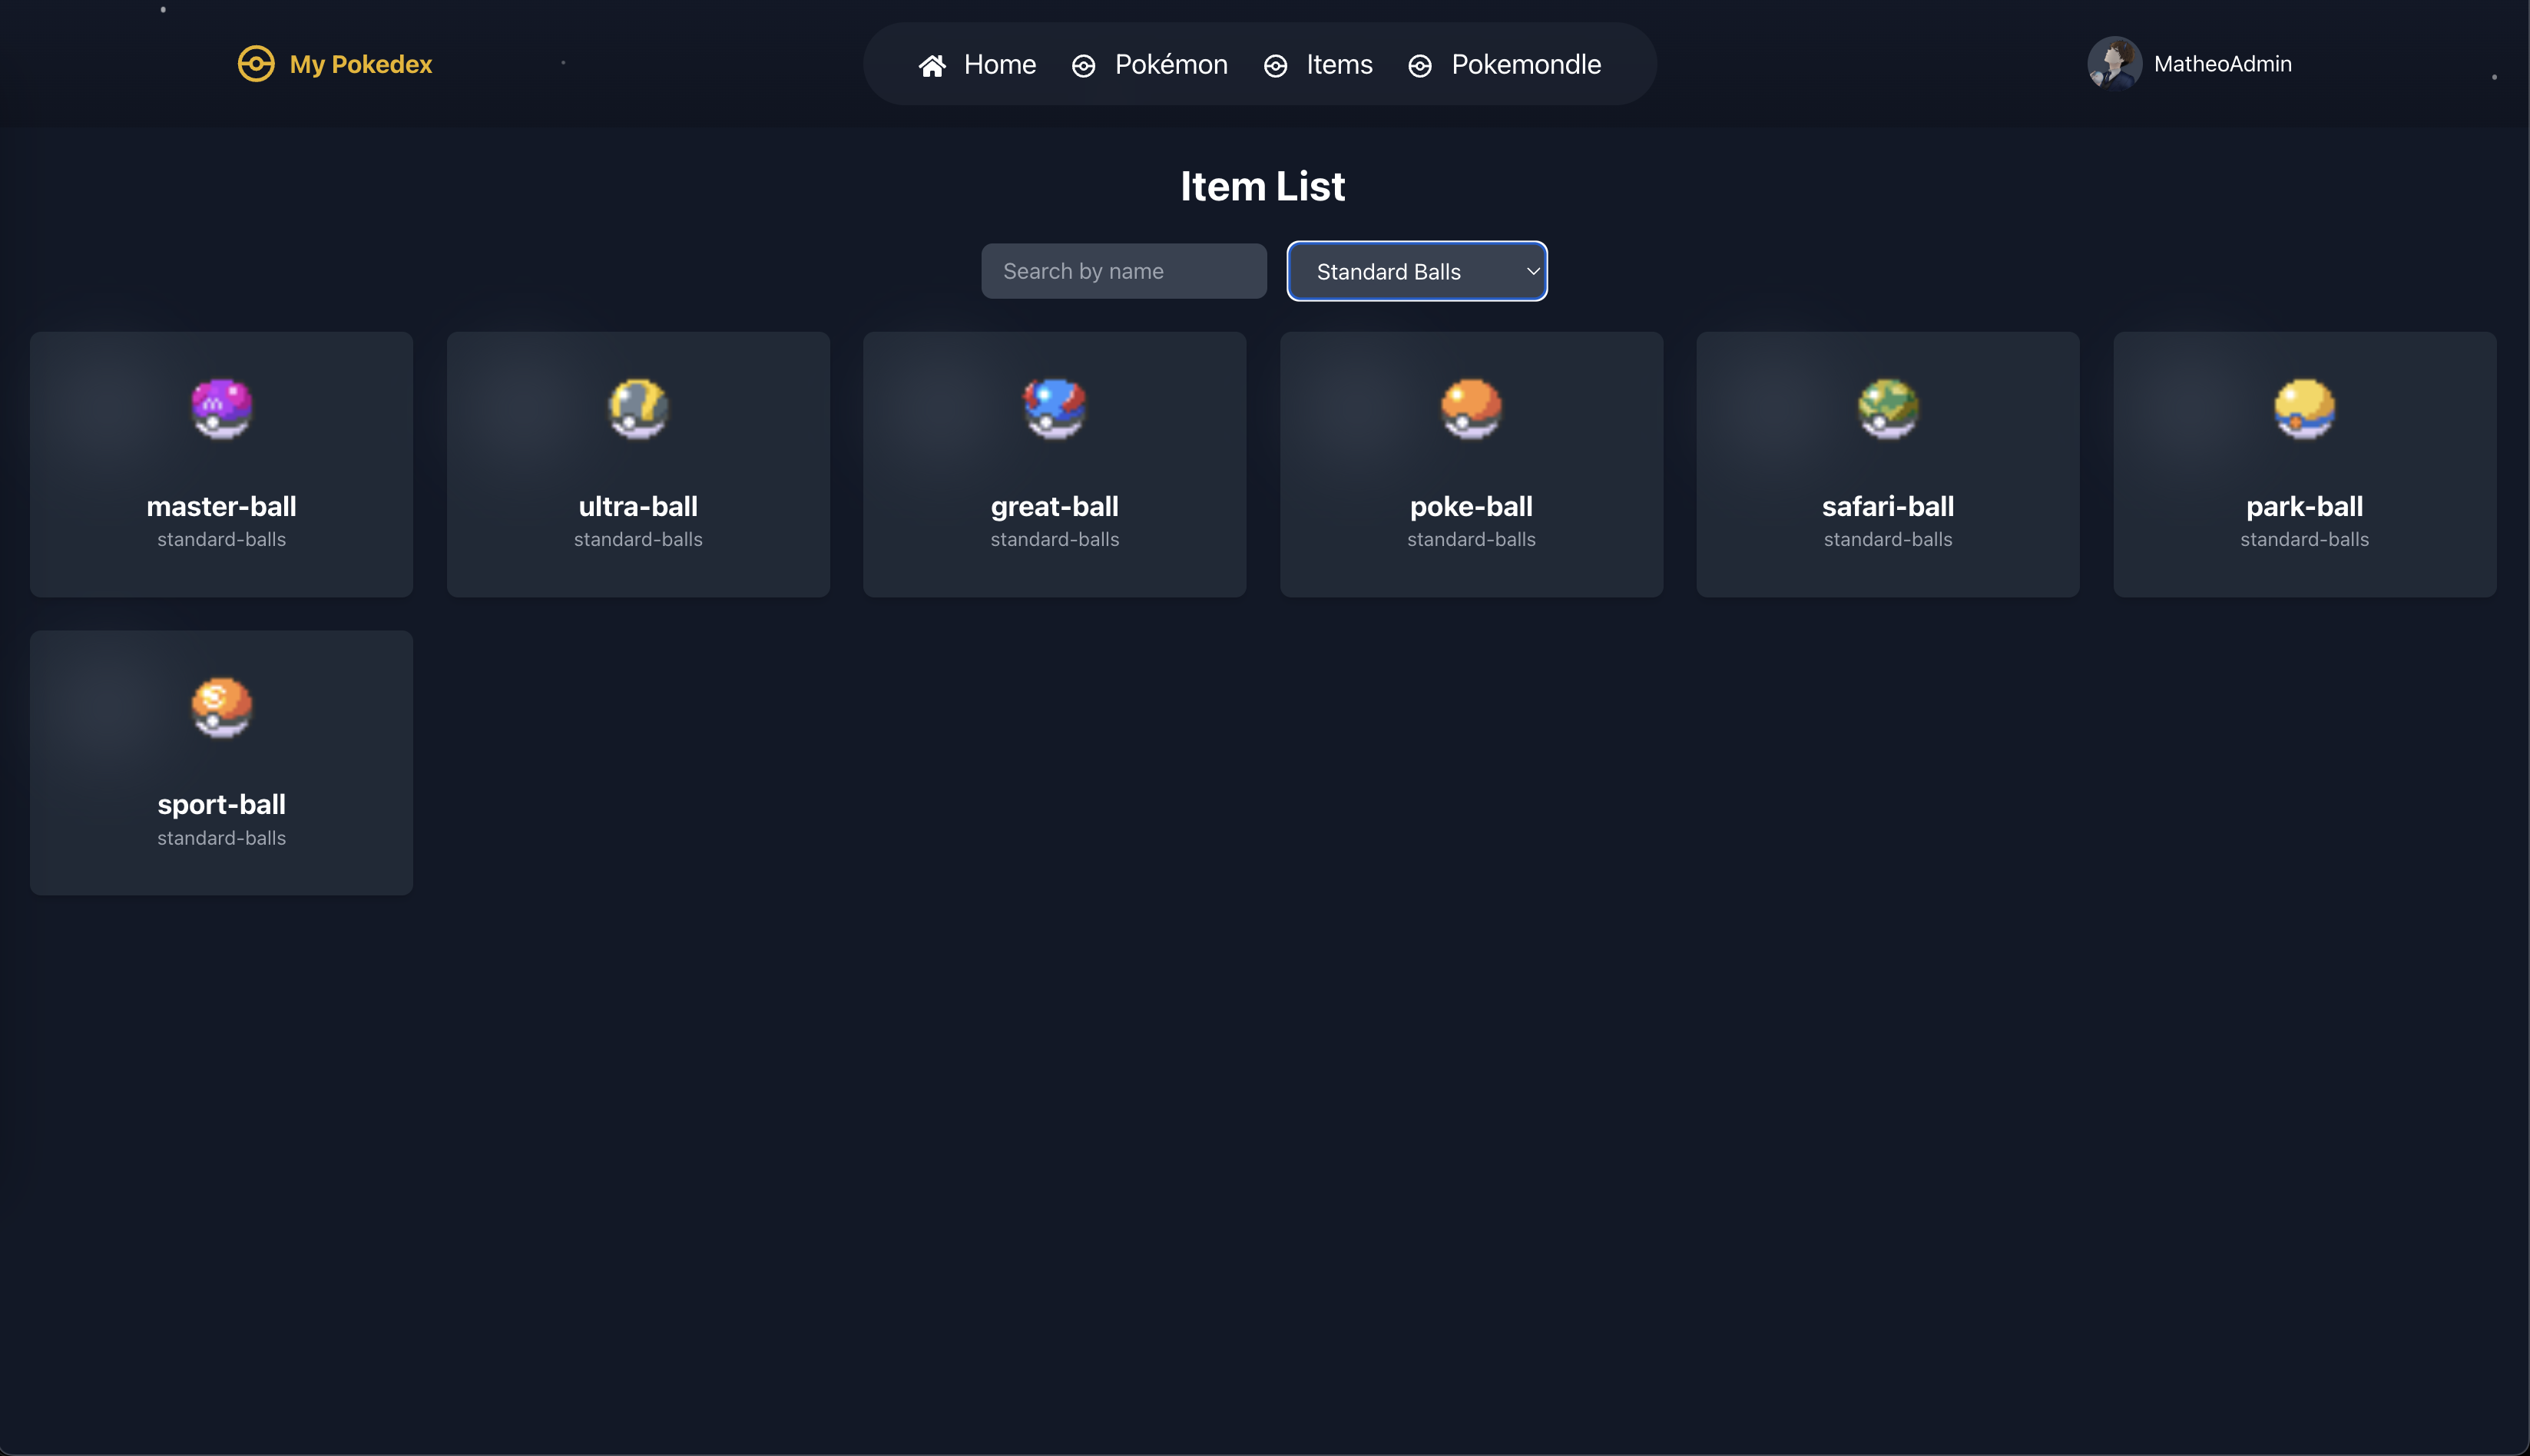 My Pokedex
Home
Pokémon
Items
Pokemondle
MatheoAdmin
Item List
Search by name
Standard Balls
master-ball
standard-balls
ultra-ball
standard-balls
great-ball
standard-balls
poke-ball
standard-balls
safari-ball
standard-balls
park-ball
standard-balls
sport-ball
standard-balls